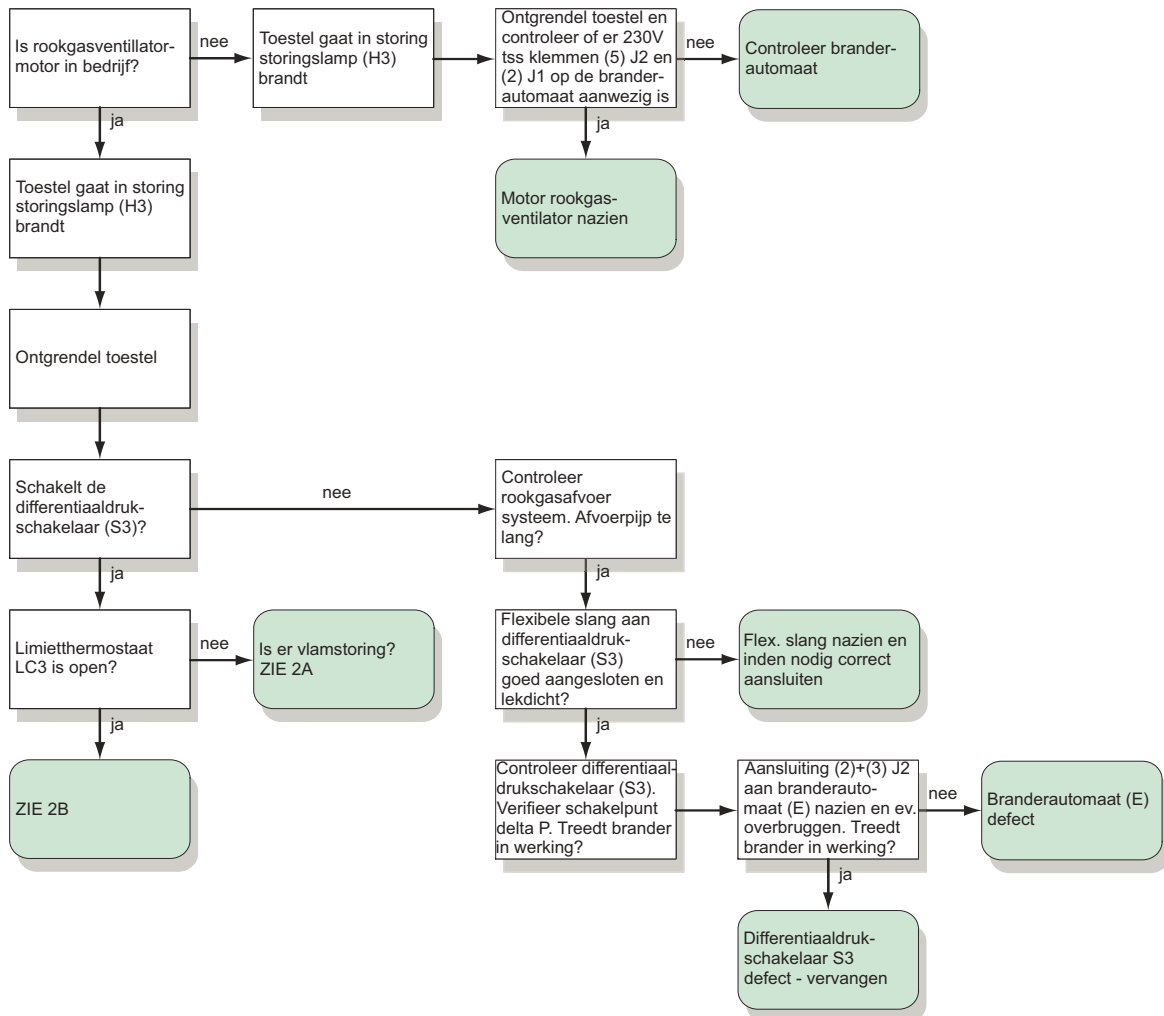 Is rookgasventillator-
motor in bedrijf?
nee
Toestel gaat in storing
storingslamp (H3)
brandt
Ontgrendel toestel en
controleer of er 230V
tss klemmen (5) J2 en
(2) J1 op de brander-
automaat aanwezig is
nee
Controleer brander-
automaat
ja
ja
Toestel gaat in storing
storingslamp (H3)
brandt
Motor rookgas-
ventilator nazien
Ontgrendel toestel
Schakelt de
differentiaaldruk-
schakelaar (S3)?
nee
Controleer
rookgasafvoer
systeem. Afvoerpijp te
lang?
ja
ja
Limietthermostaat
LC3 is open?
nee
Is er vlamstoring?
ZIE 2A
Flexibele slang aan
differentiaaldruk-
schakelaar (S3)
goed aangesloten en
lekdicht?
nee
Flex. slang nazien en
inden nodig correct
aansluiten
ja
ja
ZIE 2B
Controleer differentiaal-
drukschakelaar (S3).
Verifieer schakelpunt
delta P. Treedt brander
in werking?
Aansluiting (2)+(3) J2
aan branderauto-
maat (E) nazien en ev.
overbruggen. Treedt
brander in werking?
nee
Branderautomaat (E)
defect
ja
Differentiaaldruk-
schakelaar S3
defect - vervangen